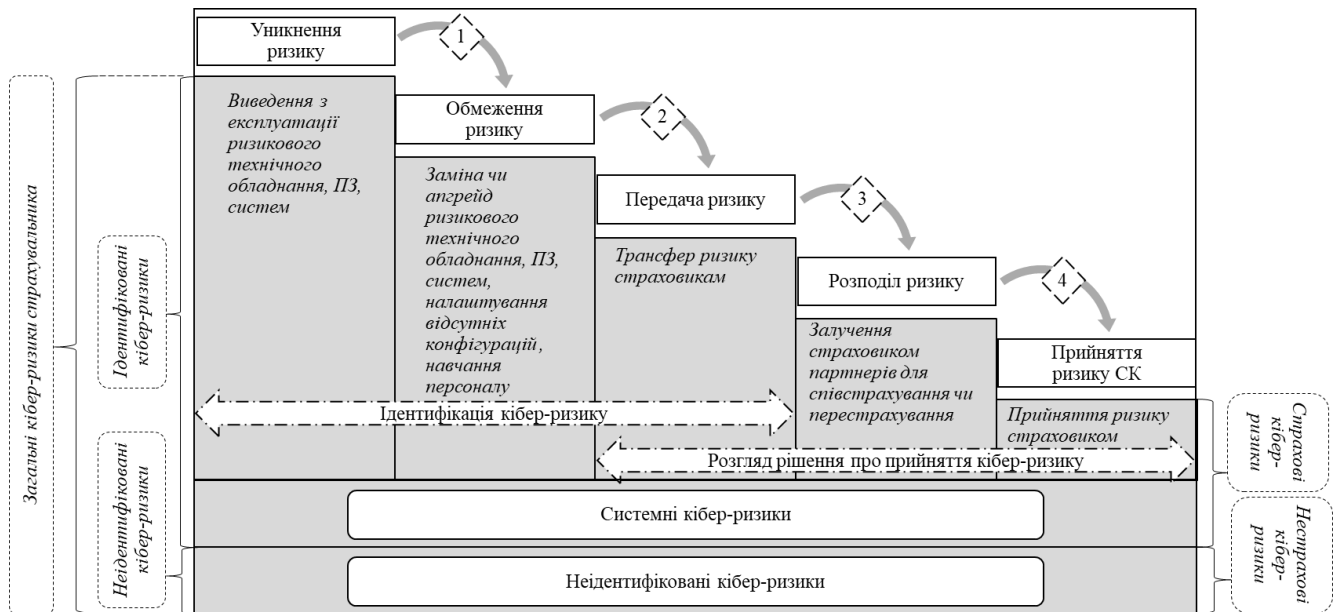 Уникнення
ризику
1
Виведення з
експлуатації
ризикового
технічного
обладнання, ПЗ,
систем
Обмеження
ризику
2
Заміна чи
апгрейд
ризикового
технічного
обладнання, ПЗ,
систем,
налаштування
відсутніх
конфігурацій,
навчання
персоналу
Передача ризику
3
Трансфер ризику
страховикам
Розподіл ризику
4
Залучення
страховиком
партнерів для
співстрахування чи
перестрахування
Прийняття
ризику СК
Прийняття ризику
страховиком
Ідентифікація кібер-ризику
Розгляд рішення про прийняття кібер-ризику
Системні кібер-ризики
Неідентифіковані кібер-ризики
Загальні кібер-ризики страхувальника
Ідентифіковані
кібер-ризики
Неідентифіковані
кібер-ризики
Страхові
кібер-
ризики
Нестрахові
кібер-
ризики